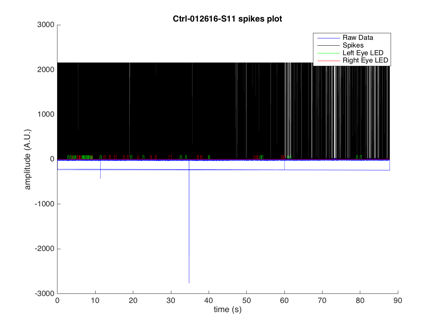 Ctrl-012616-S11 spikes plot
3000
2000
1000
0
-1000
-2000
-3000
amplitude (A.U.)
Raw Data
Spikes
Left Eye LED
Right Eye LED
0 10 20 30 40 50 60 70 80 90
time (s)